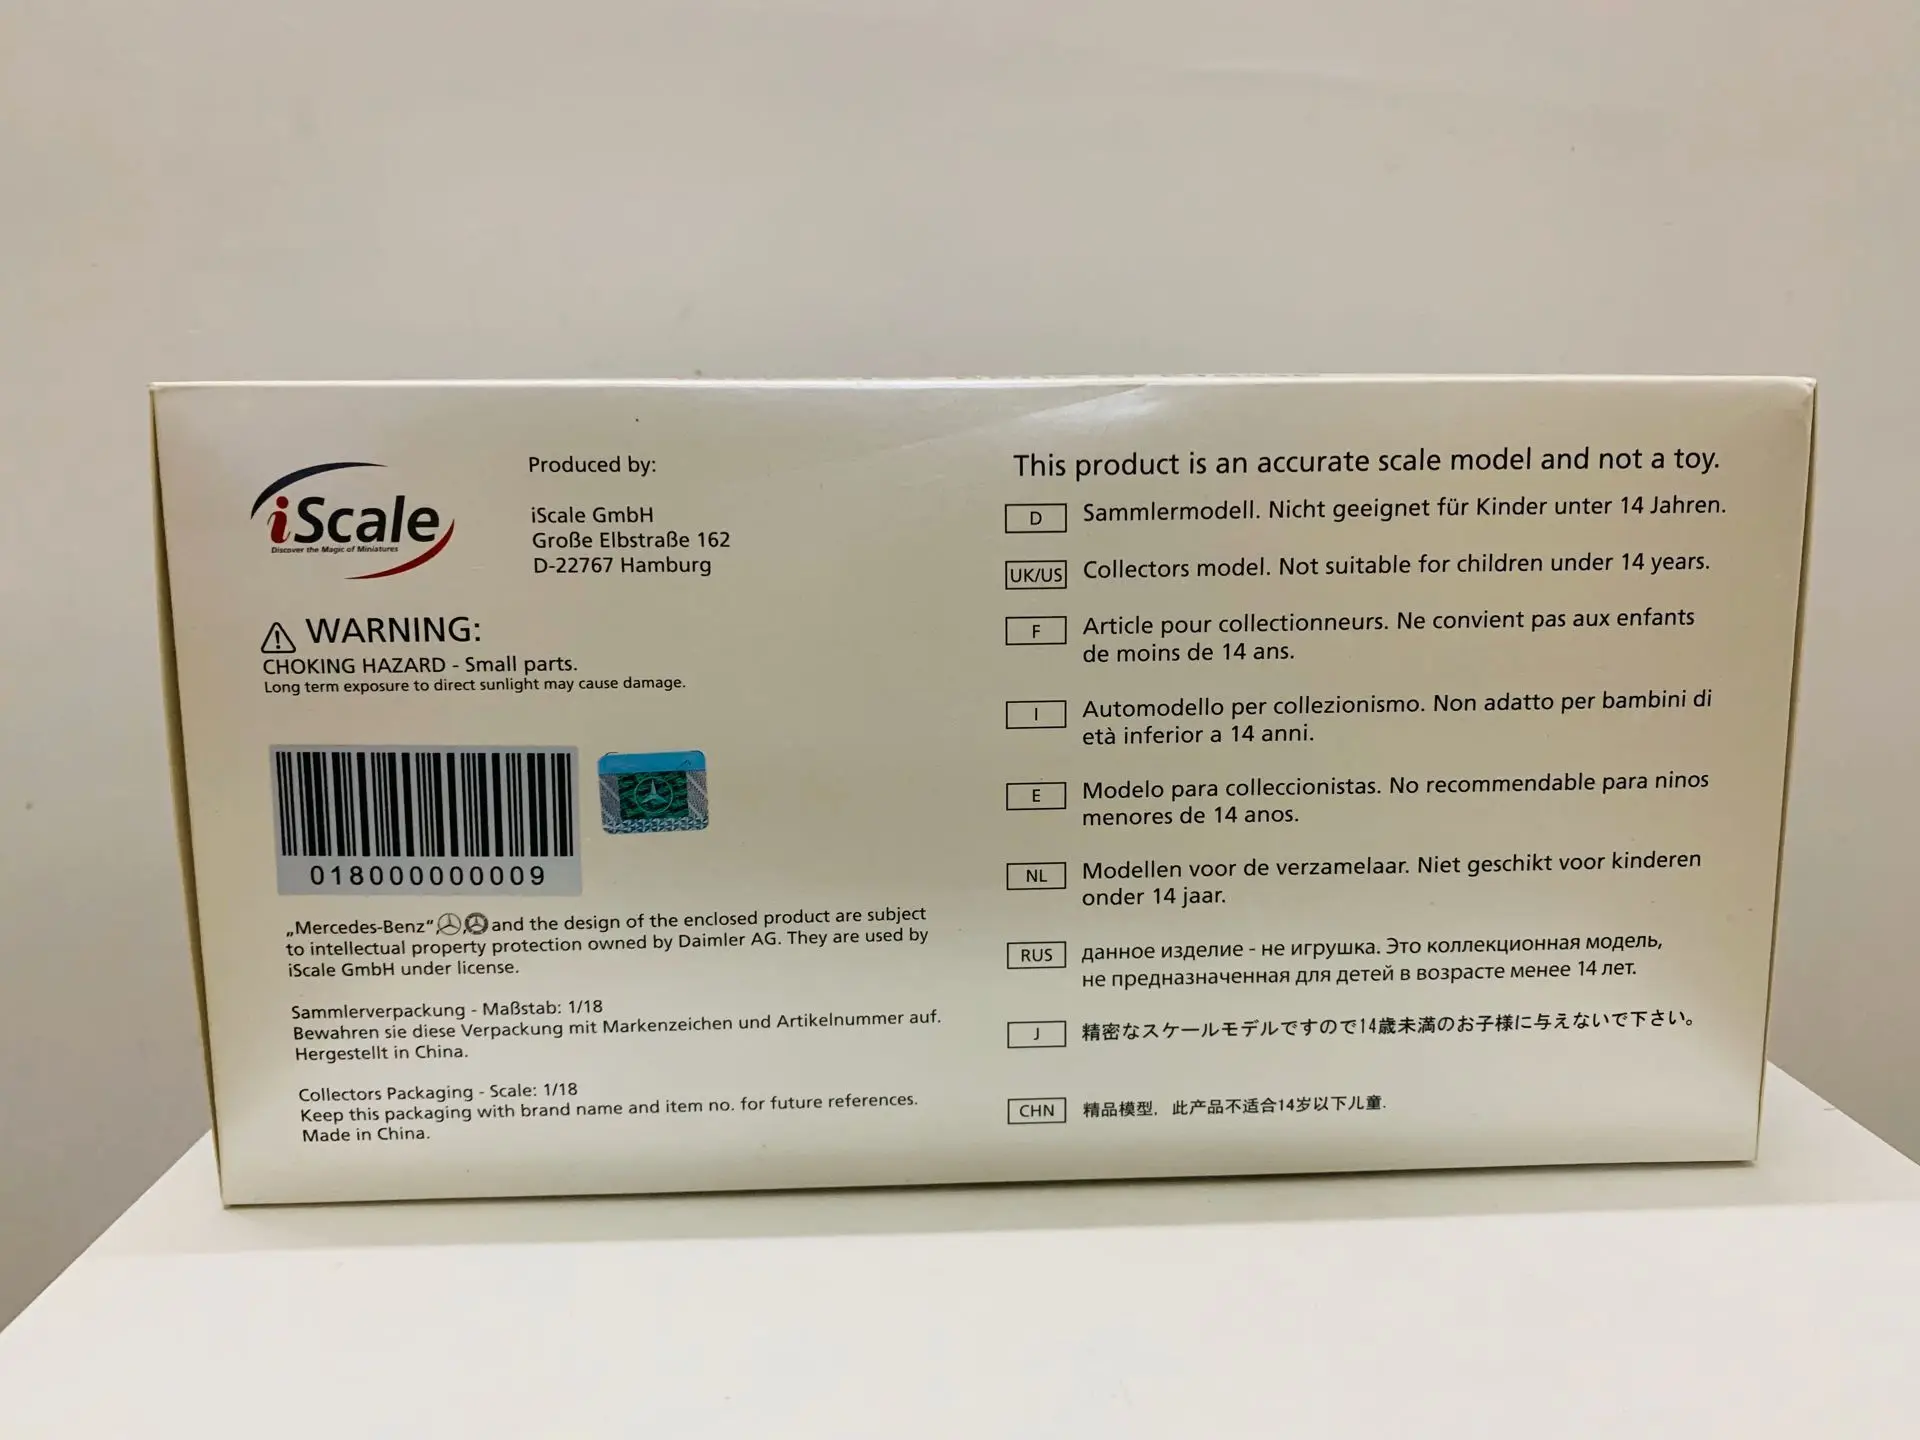 iScale
Discover the Magic of Miniatures
Produced by:
iScale GmbH
Große Elbstraße 162
D-22767 Hamburg
WARNING:
CHOKING HAZARD - Small parts.
Long term exposure to direct sunlight may cause damage.
018000000009
„Mercedes-Benz“ and the design of the enclosed product are subject
to intellectual property protection owned by Daimler AG. They are used by
iScale GmbH under license.
Sammlerverpackung - Maßstab: 1/18
Bewahren sie diese Verpackung mit Markenzeichen und Artikelnummer auf.
Hergestellt in China.
Collectors Packaging - Scale: 1/18
Keep this packaging with brand name and item no. for future references.
Made in China.
This product is an accurate scale model and not a toy.
D Sammlermodell. Nicht geeignet für Kinder unter 14 Jahren.
UK/US Collectors model. Not suitable for children under 14 years.
F Article pour collectionneurs. Ne convient pas aux enfants
de moins de 14 ans.
I Automodello per collezionismo. Non adatto per bambini di
età inferior a 14 anni.
E Modelo para colleccionistas. No recommendable para ninos
menores de 14 anos.
NL Modellen voor de verzamelaar. Niet geschikt voor kinderen
onder 14 jaar.
RUS данное изделие - не игрушка. Это коллекционная модель,
не предназначенная для детей в возрасте менее 14 лет.
J 精密なスケールモデルですので14歳未満のお子様に与えないで下さい。
CHN 精品模型，此产品不适合14岁以下儿童.